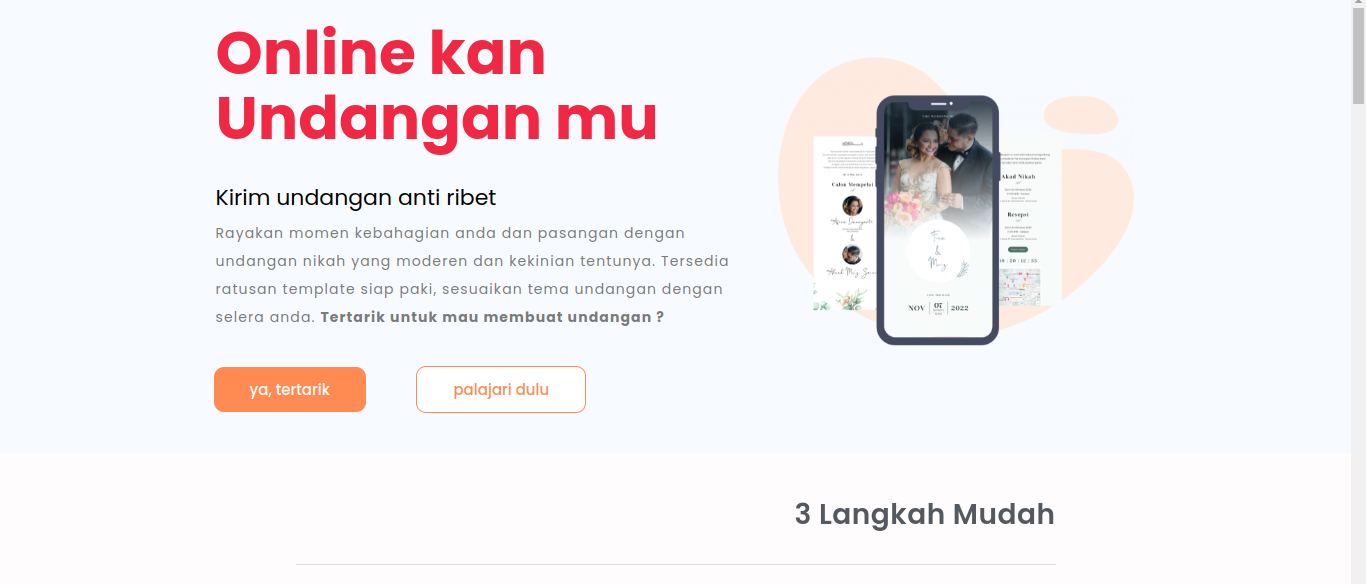 Online kan
Undangan mu
Kirim undangan anti ribet
Rayakan momen kebahagian anda dan pasangan dengan
undangan nikah yang moderen dan kekinian tentunya. Tersedia
ratusan template siap paki, sesuaikan tema undangan dengan
selera anda. Tertarik untuk mau membuat undangan ?
ya, tertarik
palajari dulu
Calon Mempelai
&
Akad Nikah
Resepsi
&
NOV 07 2022
3 Langkah Mudah